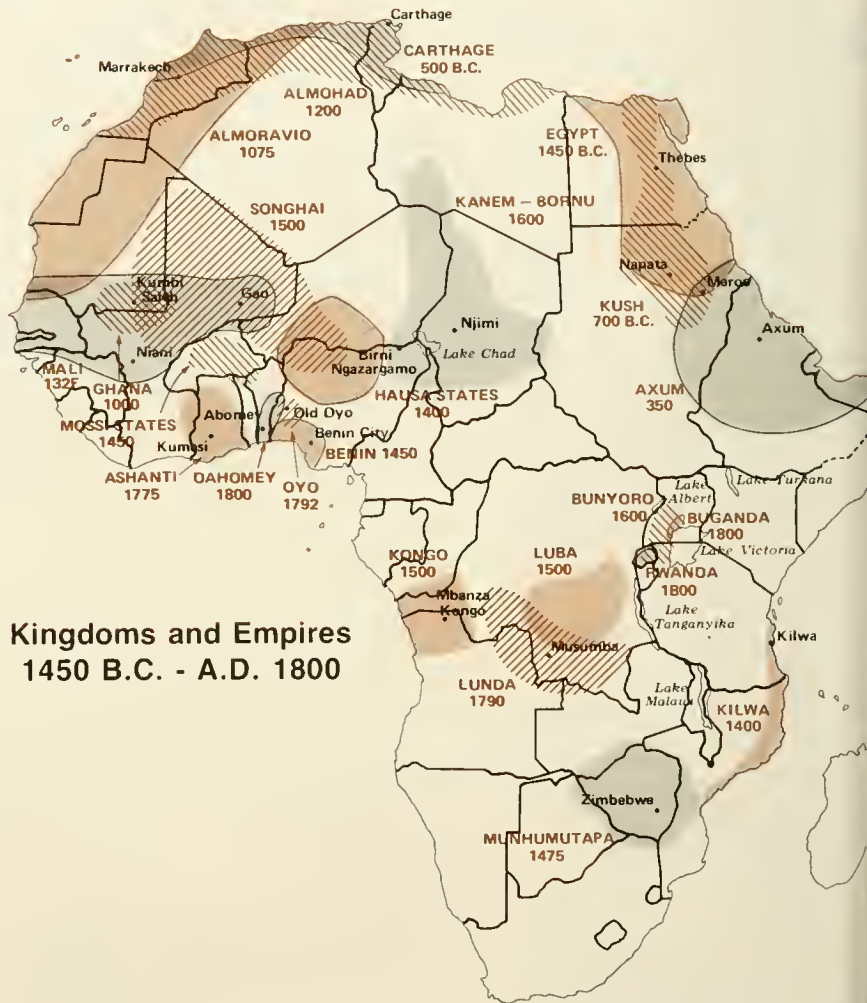 Carthage
CARTHAGE
500 B.C.
Marrakech
ALMOHAD
1200
ALMORAVIO
1075
EGYPT
1450 B.C.
Thebes
SONGHAI
1500
KANEM – BORNU
1600
Napata
Meroe
KUSH
700 B.C.
Kumbi
Saleh
Gao
Njimi
Lake Chad
Axum
Niani
Birni
Ngazargamo
MALI
132E
GHANA
1000
HAUSA STATES
1400
AXUM
350
MOSSI STATES
1450
Abomey
Old Oyo
Kumasi
Benin City
BENIN 1450
ASHANTI
1775
OAHOMEY
1800
OYO
1792
Lake
Albert
Lake Turkana
BUNYORO
1600
BUGANDA
1800
Lake Victoria
KONGO
1500
LUBA
1500
RWANDA
1800
Mbanza
Kongo
Lake
Tanganyika
Kilwa
Kingdoms and Empires
1450 B.C. - A.D. 1800
Musumba
LUNDA
1790
Lake
Malawi
KILWA
1400
Zimbebwe
MUNHUMUTAPA
1475